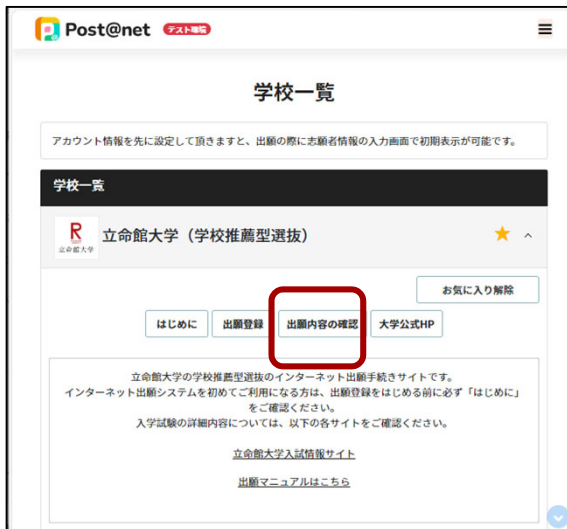 Post@net テスト環境
学校一覧
アカウント情報を先に設定して頂きますと、出願の際に志願者情報の入力画面で初期表示が可能です。
学校一覧
R 立命館大学 立命館大学（学校推薦型選抜）
お気に入り解除
はじめに 出願登録 出願内容の確認 大学公式HP
立命館大学の学校推薦型選抜のインターネット出願手続きサイトです。
インターネット出願システムを初めてご利用になる方は、出願登録をはじめる前に必ず「はじめに」
をご確認ください。
入学試験の詳細内容については、以下の各サイトをご確認ください。
立命館大学入試情報サイト
出願マニュアルはこちら